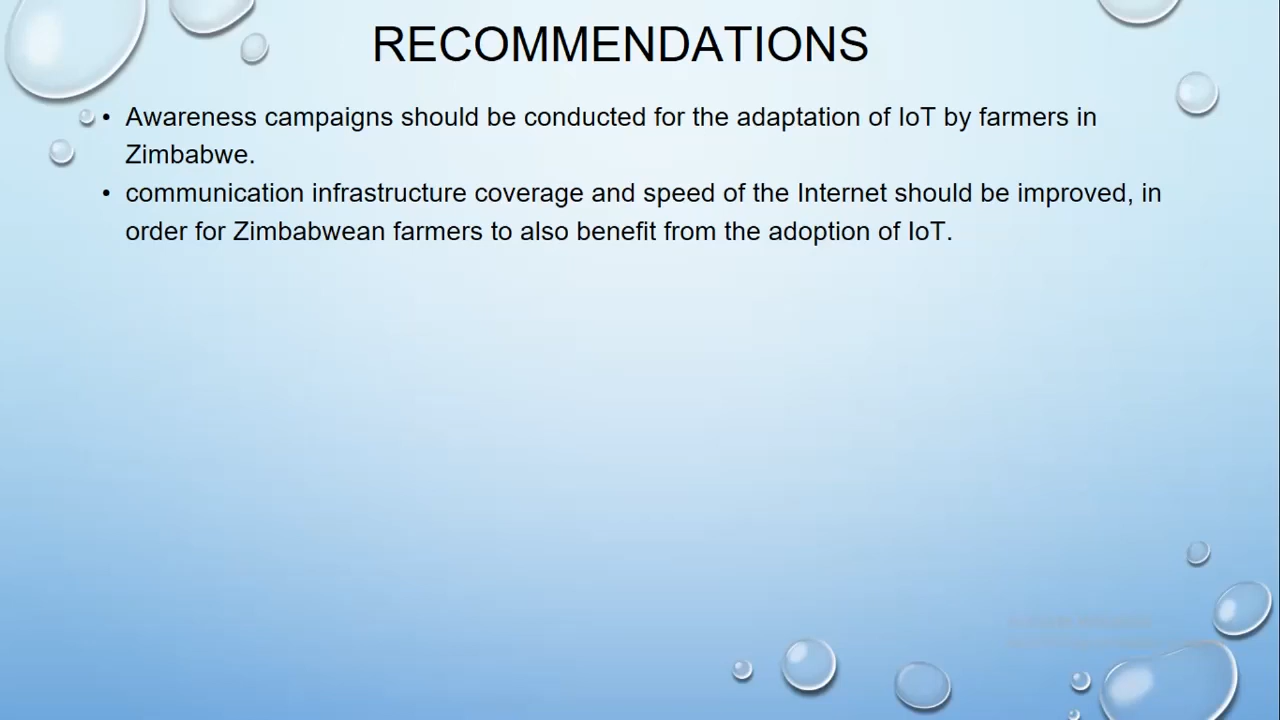 RECOMMENDATIONS
• Awareness campaigns should be conducted for the adaptation of IoT by farmers in
Zimbabwe.
• communication infrastructure coverage and speed of the Internet should be improved, in
order for Zimbabwean farmers to also benefit from the adoption of IoT.